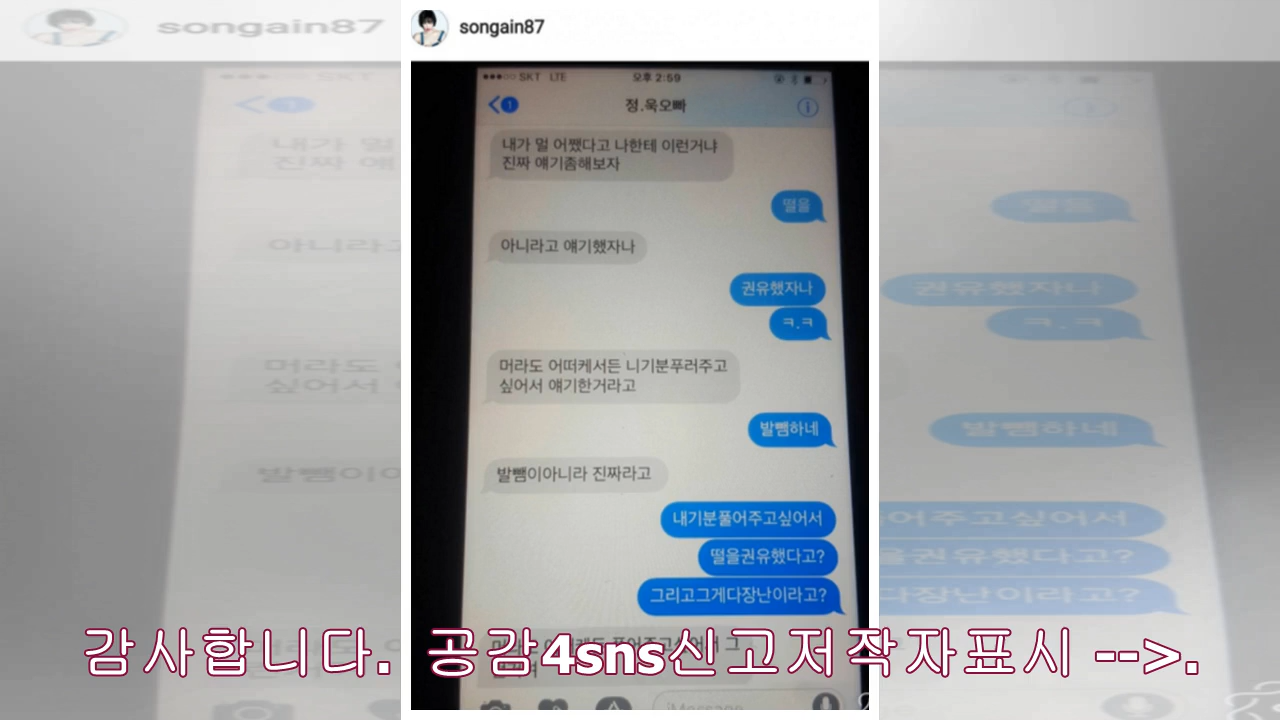 songain87
SKT LTE
오후 2:59
1
정.욱오빠
내가 멀 어쨌다고 나한테 이런거냐
진짜 얘기좀해보자
떨을
아니라고 얘기했자나
권유했자나
ㅋ.ㅋ
머라도 어떠케서든 니기분푸러주고
싶어서 얘기한거라고
발뺌하네
발뺌이아니라 진짜라고
내기분풀어주고싶어서
떨을권유했다고?
그리고그게다장난이라고?
감사합니다. 공감4sns신고저작자표시 -->.
iMessage